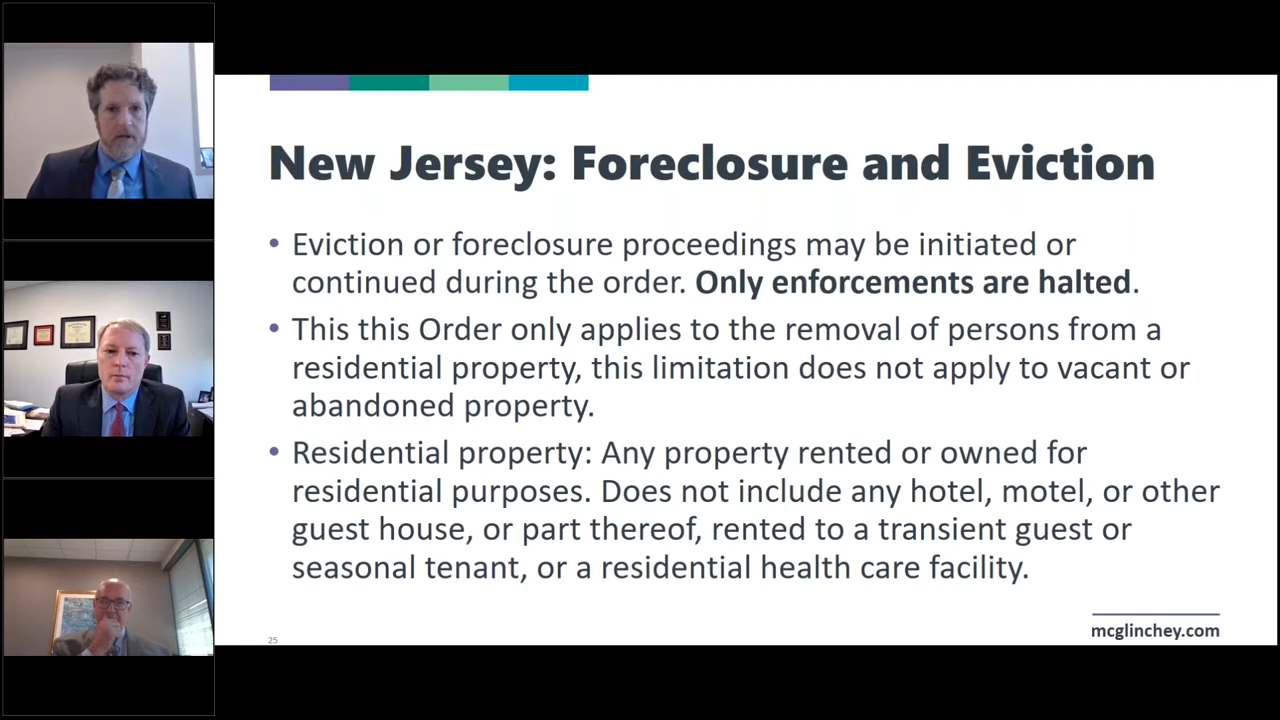 New Jersey: Foreclosure and Eviction
• Eviction or foreclosure proceedings may be initiated or
continued during the order. Only enforcements are halted.
• This this Order only applies to the removal of persons from a
residential property, this limitation does not apply to vacant or
abandoned property.
• Residential property: Any property rented or owned for
residential purposes. Does not include any hotel, motel, or other
guest house, or part thereof, rented to a transient guest or
seasonal tenant, or a residential health care facility.
25
mcglinchey.com